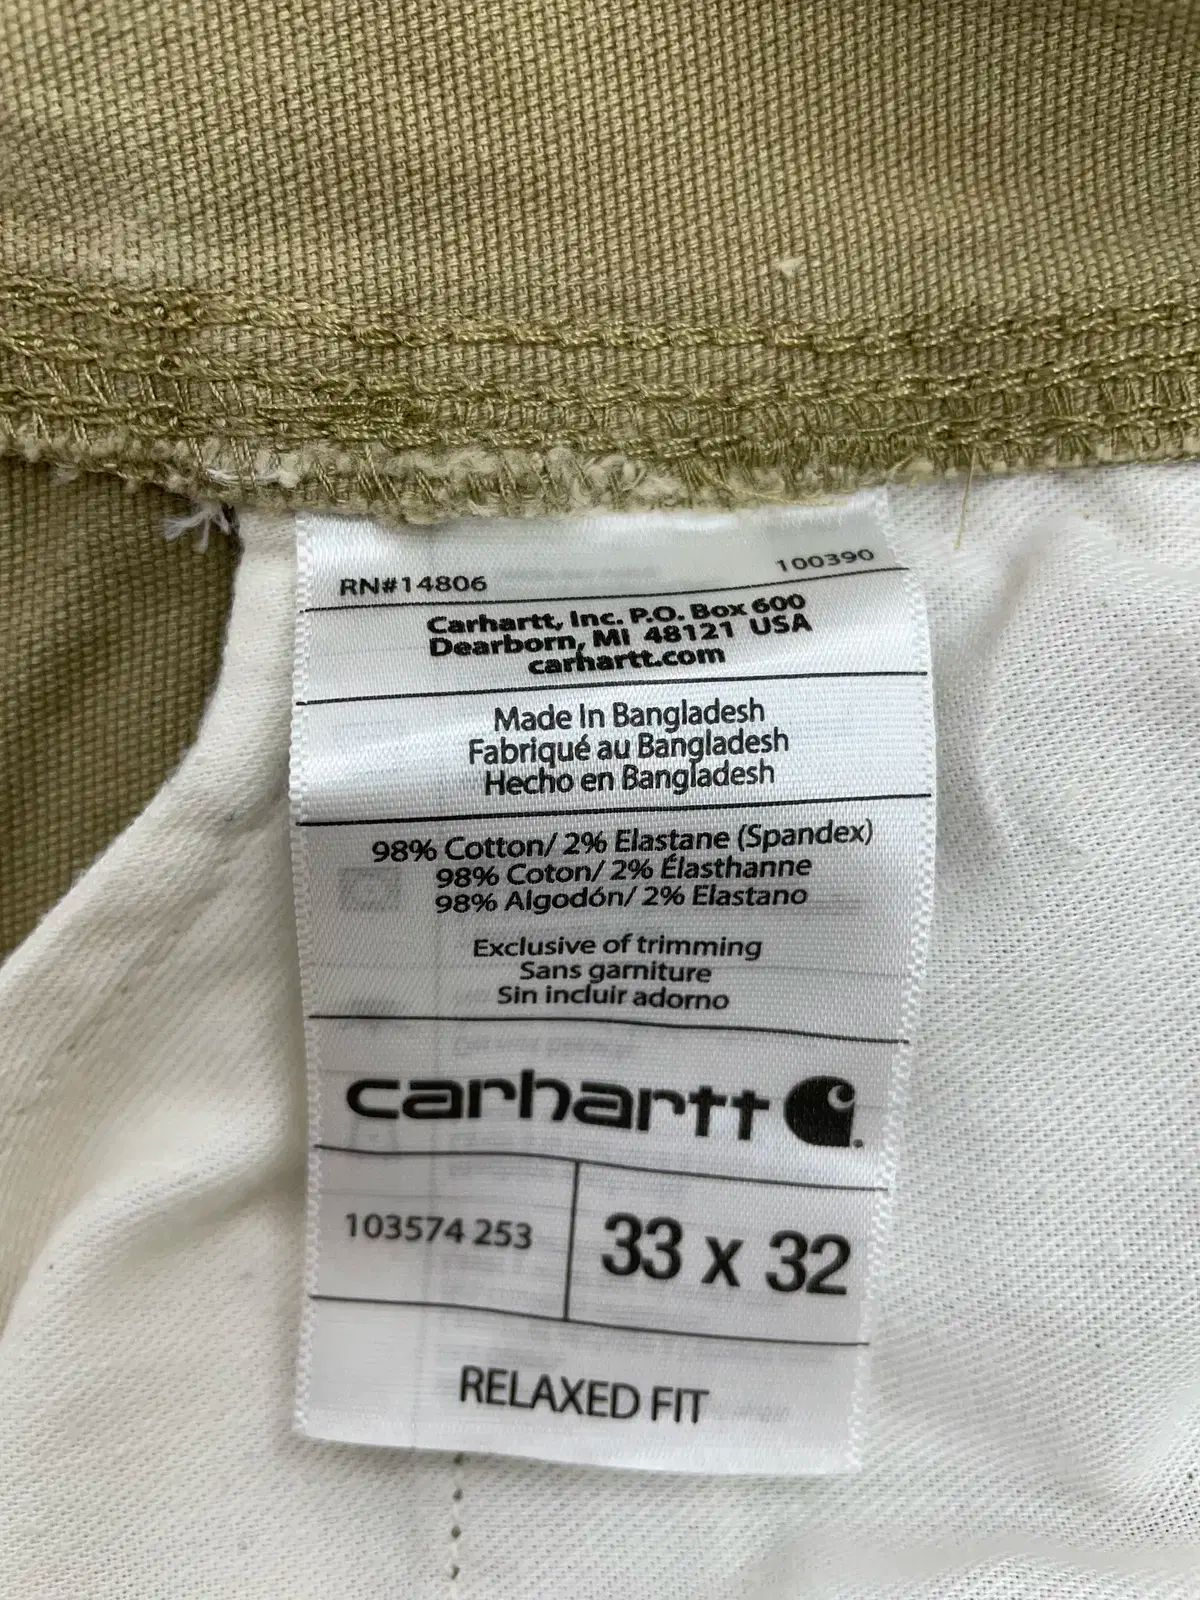 RN#14806 100390
Carhartt, Inc. P.O. Box 600
Dearborn, MI 48121 USA
carhartt.com
Made In Bangladesh
Fabriqué au Bangladesh
Hecho en Bangladesh
98% Cotton/ 2% Elastane (Spandex)
98% Coton/ 2% Élasthanne
98% Algodón/ 2% Elastano
Exclusive of trimming
Sans garniture
Sin incluir adorno
carhartt
103574 253 33 x 32
RELAXED FIT